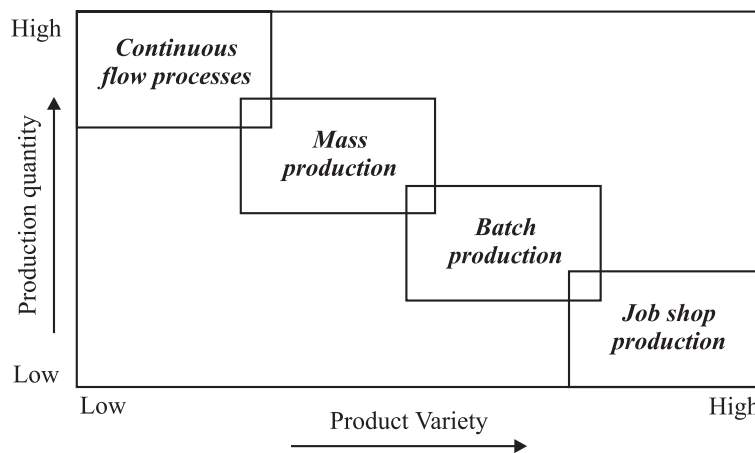 High
Continuous
flow processes
Mass
production
Batch
production
Job shop
production
Production quantity
Low
Low
High
Product Variety